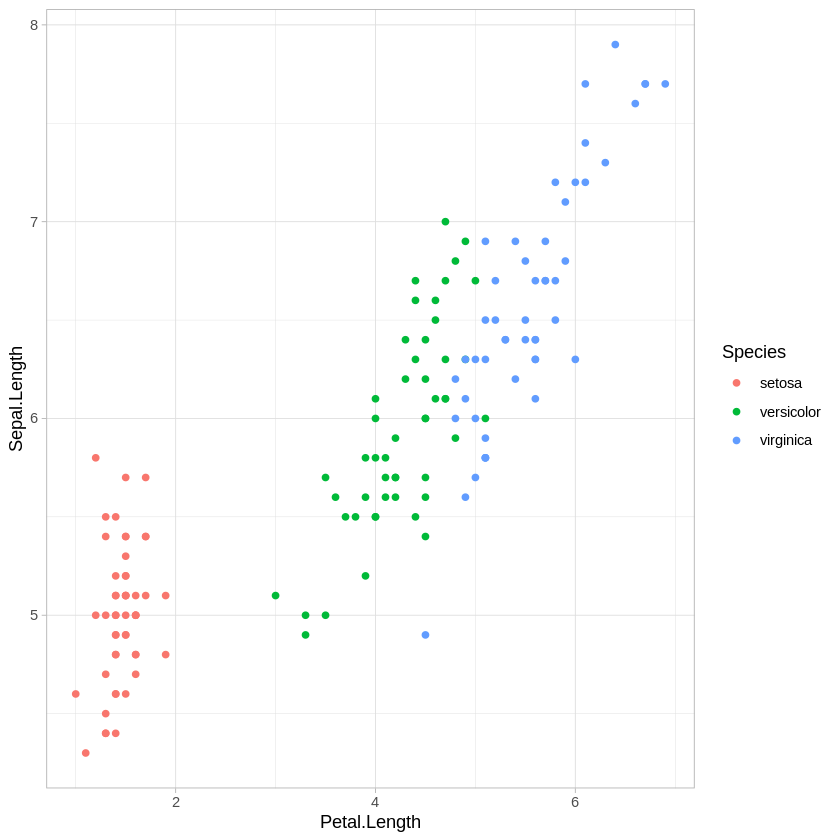 8
7
6
5
Sepal.Length
2 4 6
Petal.Length
Species
setosa
versicolor
virginica